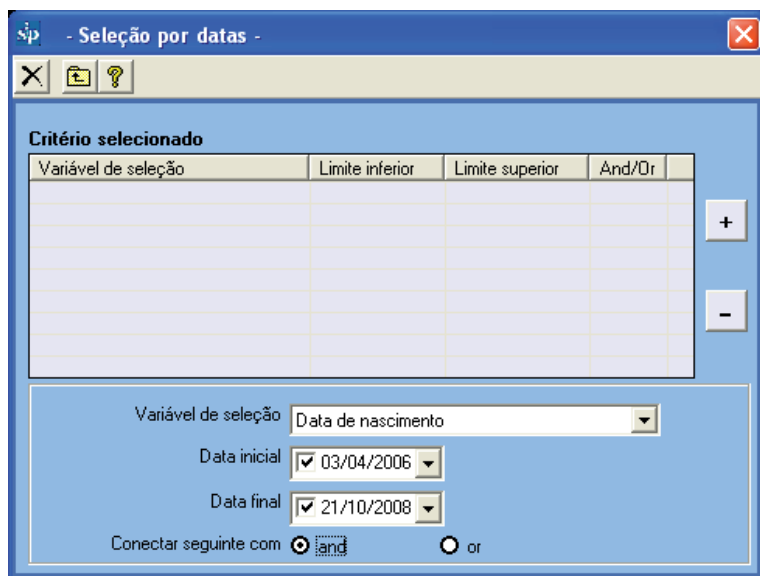 sip - Seleção por datas -
Critério selecionado
Variável de seleção Limite inferior Limite superior And/Or
+
-
Variável de seleção Data de nascimento
Data inicial 03/04/2006
Data final 21/10/2008
Conectar seguinte com and or